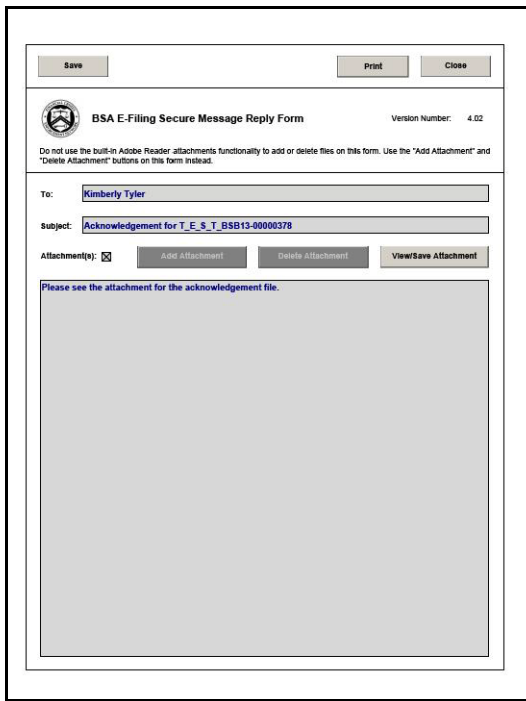 Save
Print
Close
BSA E-Filing Secure Message Reply Form
Version Number: 4.02
Do not use the built-in Adobe Reader attachments functionality to add or delete files on this form. Use the "Add Attachment" and
"Delete Attachment" buttons on this form instead.
To: Kimberly Tyler
Subject: Acknowledgement for T_E_S_T_BSB13-00000378
Attachment(s):
Add Attachment
Delete Attachment
View/Save Attachment
Please see the attachment for the acknowledgement file.